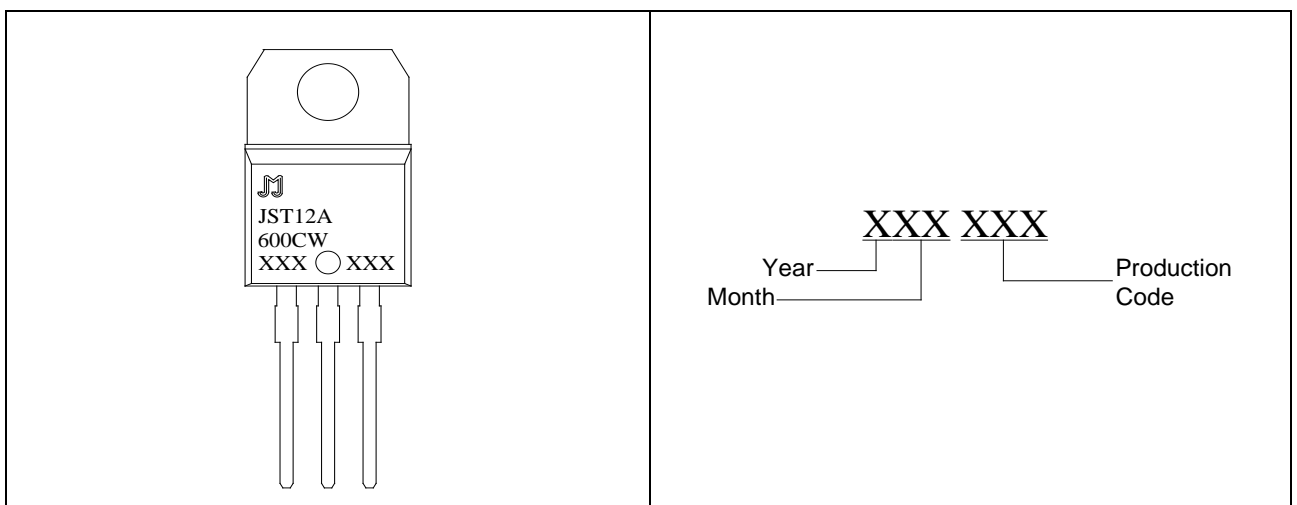 JST12A
600CW
XXX XXX
XXX XXX
Year
Month
Production
Code